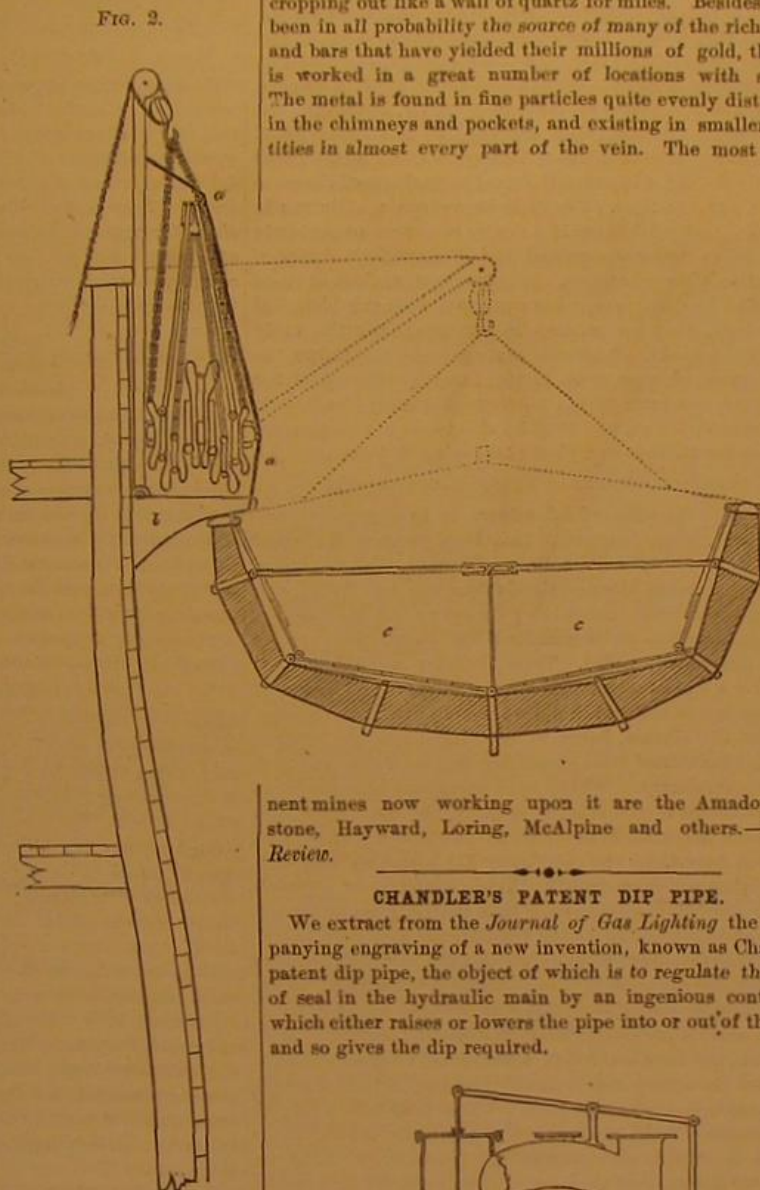 FIG. 2.
cropping out like a wall of quartz for miles. Besides
been in all probability the source of many of the rich
and bars that have yielded their millions of gold, th
is worked in a great number of locations with s
The metal is found in fine particles quite evenly dist
in the chimneys and pockets, and existing in smaller
tities in almost every part of the vein. The most
a
a
l
c
c
nent mines now working upon it are the Amado
stone, Hayward, Loring, McAlpine and others.—
Review.
CHANDLER'S PATENT DIP PIPE.
We extract from the Journal of Gas Lighting the
panying engraving of a new invention, known as Ch
patent dip pipe, the object of which is to regulate th
of seal in the hydraulic main by an ingenious con
which either raises or lowers the pipe into or out of th
and so gives the dip required.